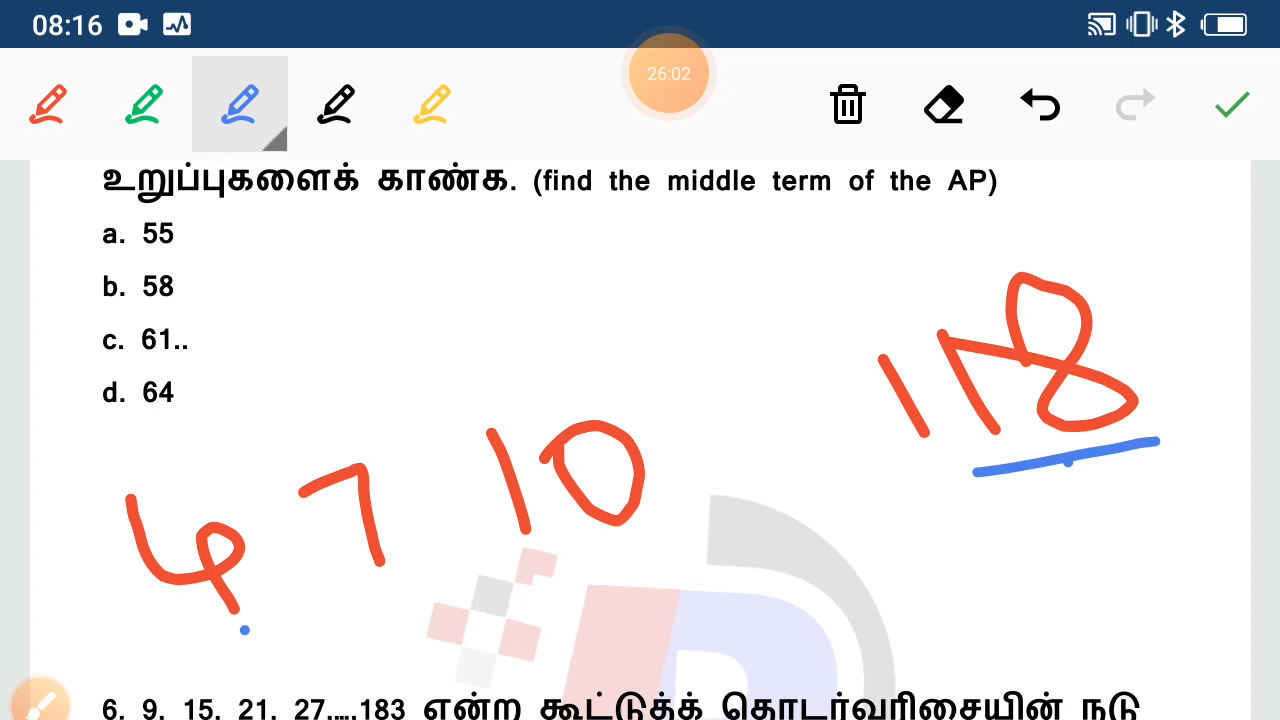 08:16
26:02
உறுப்புகளைக் காண்க. (find the middle term of the AP)
a. 55
b. 58
c. 61..
d. 64
4 7 10 118
6. 9, 15, 21, 27,....183 என்ற கூட்டுத்க் தொடர்வரிசையின் நடு